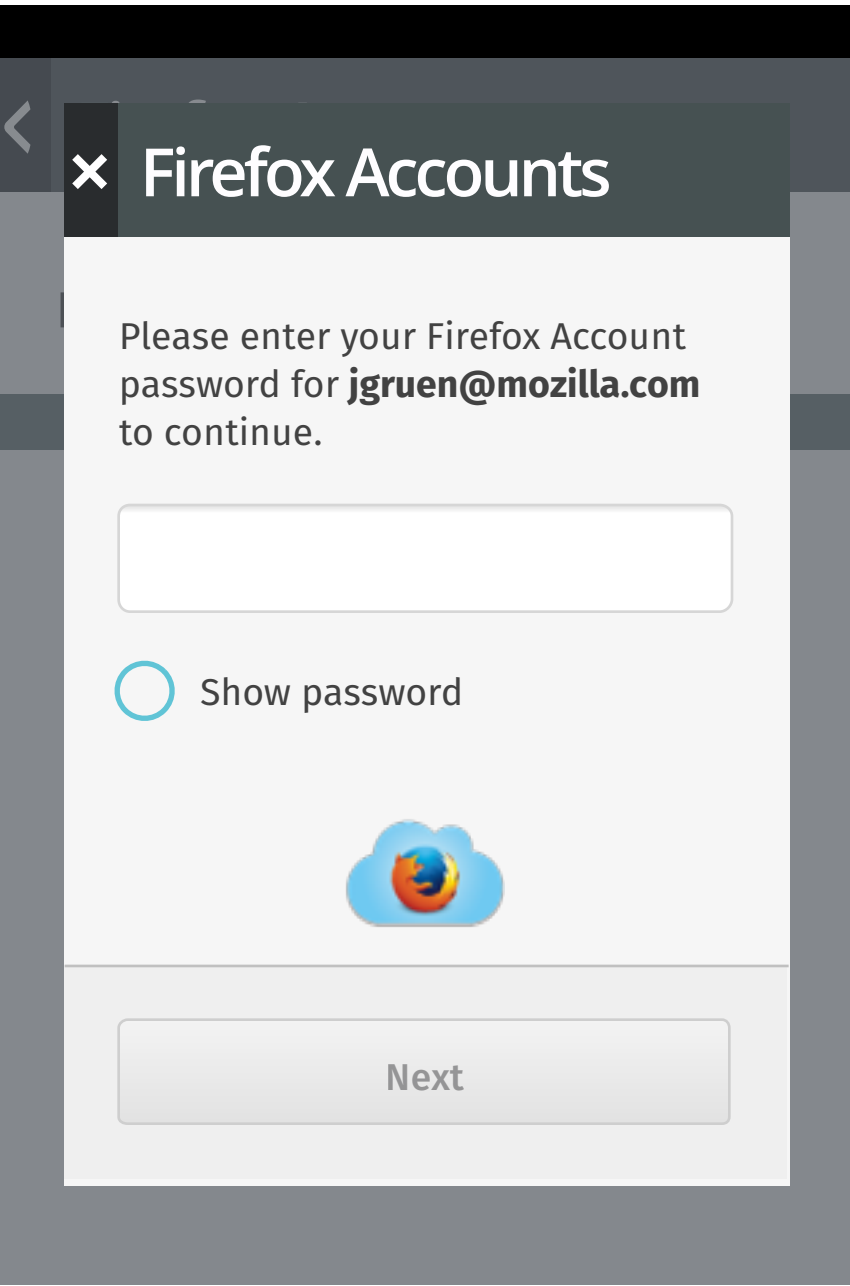 Firefox Accounts
Please enter your Firefox Account
password for jgruen@mozilla.com
to continue.
Show password
Next